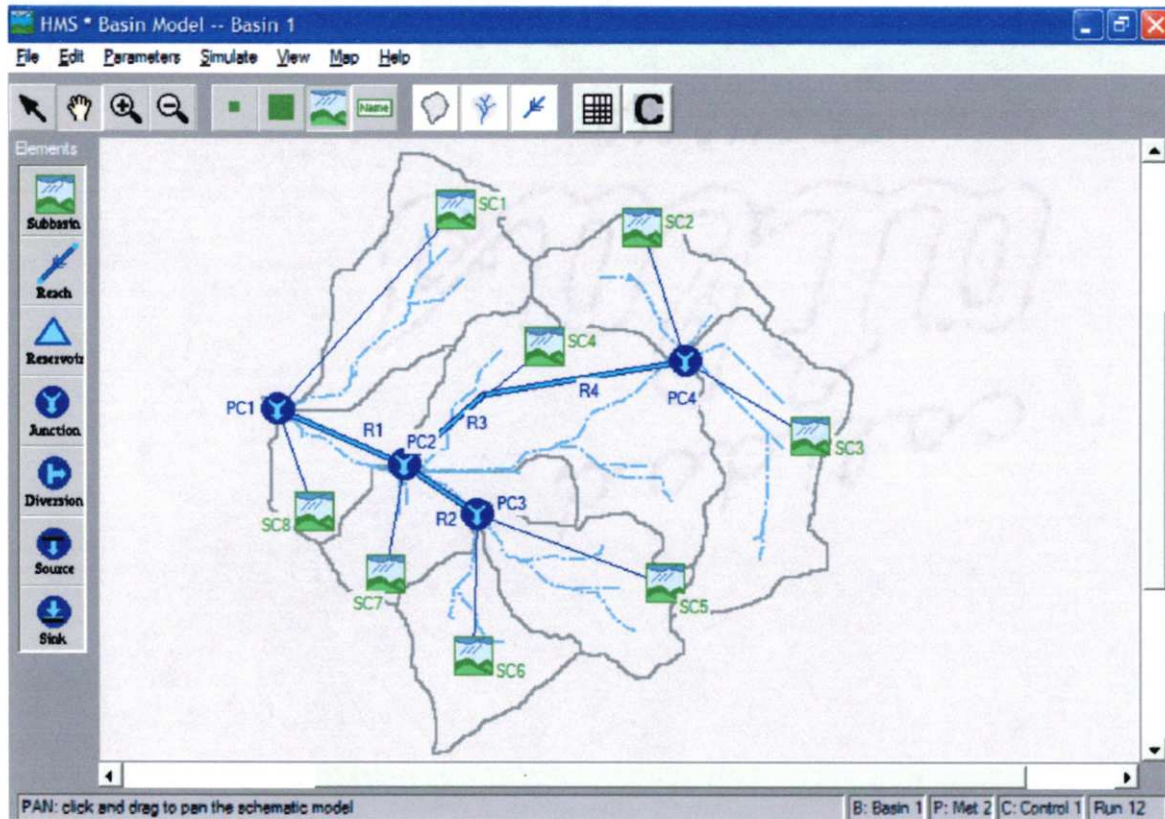 HMS * Basin Model -- Basin 1
File Edit Parameters Simulate View Map Help
Name
C
Elements
Subbasin
Reach
Reservoir
Junction
Diversion
Source
Sink
SC1
SC2
SC4
R4
PC4
R3
PC1
R1
PC2
SC3
PC3
R2
SC8
SC7
SC5
SC6
PAN: click and drag to pan the schematic model
B: Basin 1 P: Met 2 C: Control 1 Run 12